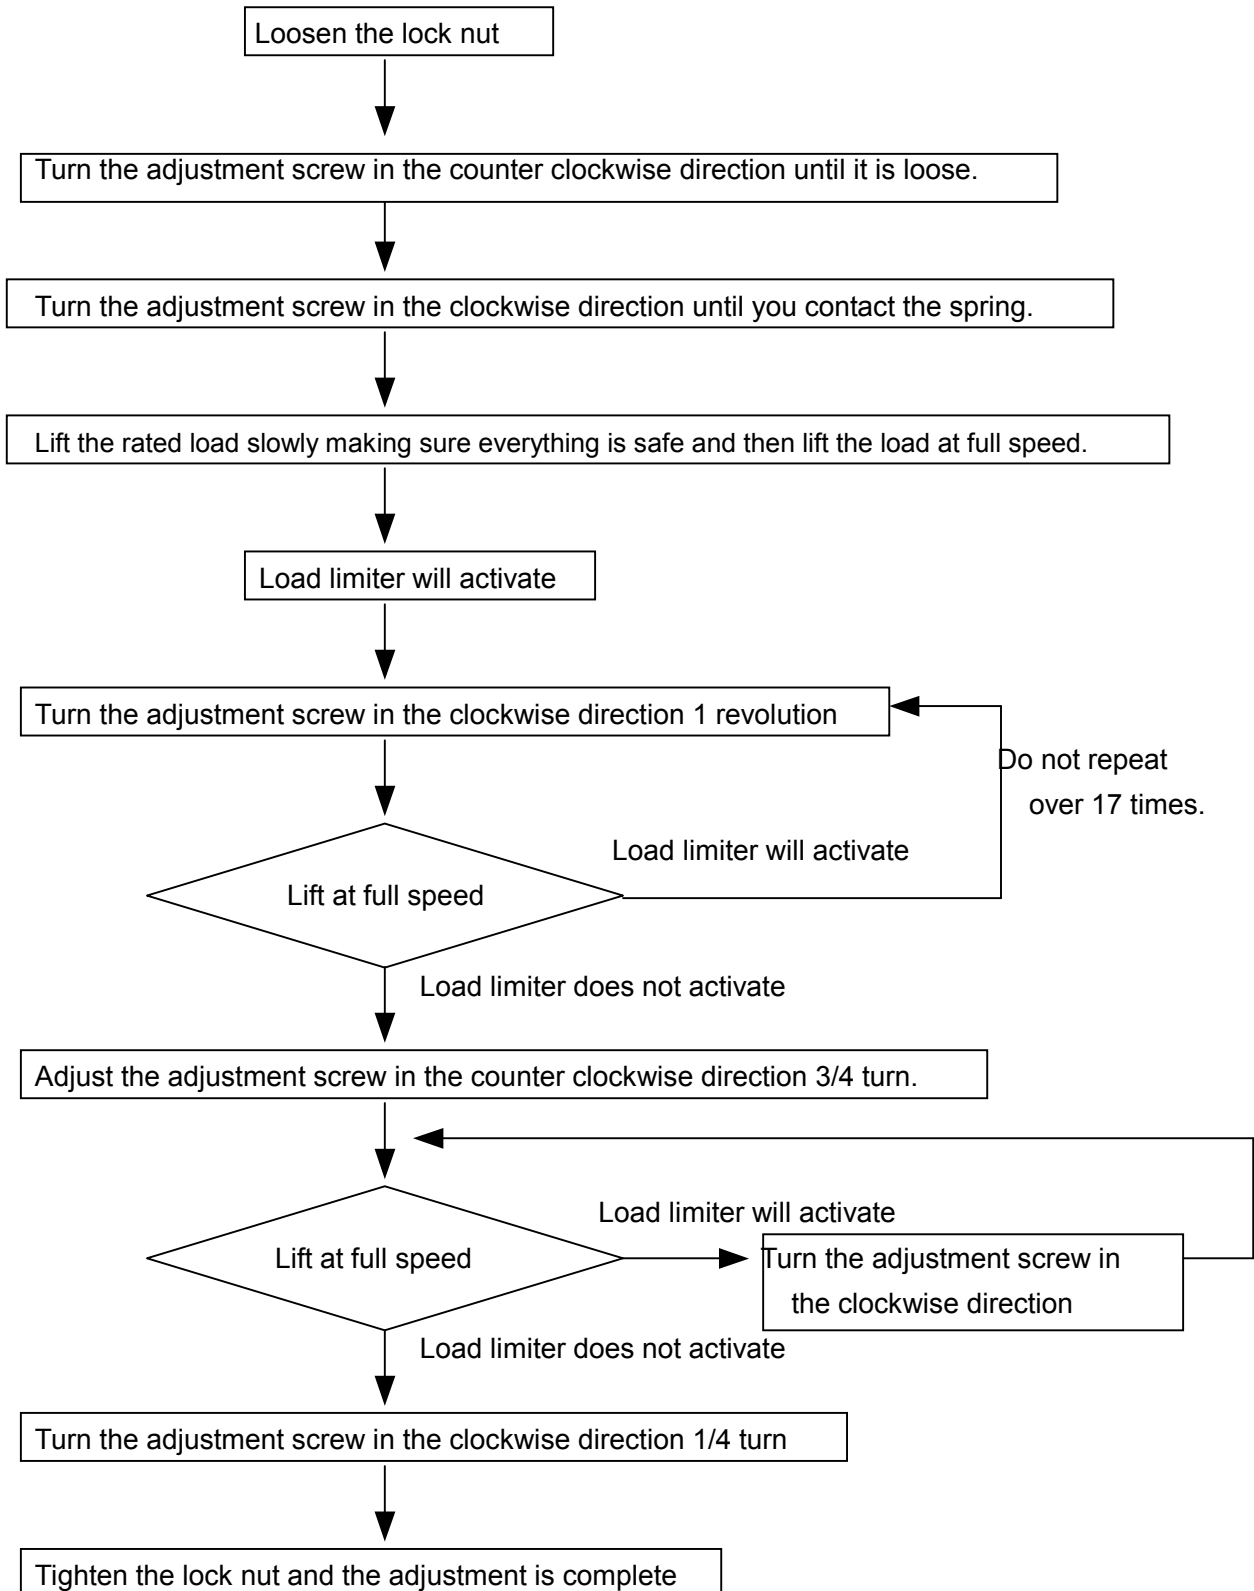 Loosen the lock nut
Turn the adjustment screw in the counter clockwise direction until it is loose.
Turn the adjustment screw in the clockwise direction until you contact the spring.
Lift the rated load slowly making sure everything is safe and then lift the load at full speed.
Load limiter will activate
Turn the adjustment screw in the clockwise direction 1 revolution
Do not repeat
over 17 times.
Load limiter will activate
Lift at full speed
Load limiter does not activate
Adjust the adjustment screw in the counter clockwise direction 3/4 turn.
Load limiter will activate
Lift at full speed
Turn the adjustment screw in
the clockwise direction
Load limiter does not activate
Turn the adjustment screw in the clockwise direction 1/4 turn
Tighten the lock nut and the adjustment is complete